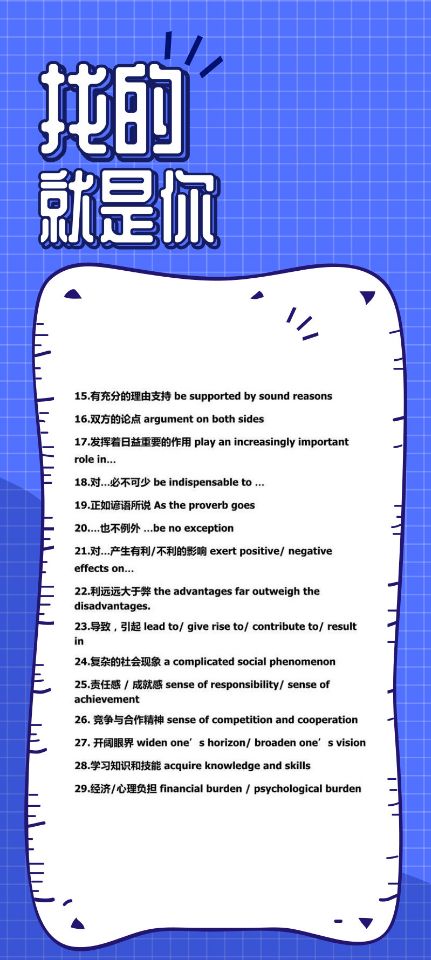 找的
就是你
15.有充分的理由支持 be supported by sound reasons
16.双方的论点 argument on both sides
17.发挥着日益重要的作用 play an increasingly important
role in...
18.对...必不可少 be indispensable to ...
19.正如谚语所说 As the proverb goes
20....也不例外 ...be no exception
21.对...产生有利/不利的影响 exert positive/ negative
effects on...
22.利远远大于弊 the advantages far outweigh the
disadvantages.
23.导致，引起 lead to/ give rise to/ contribute to/ result
in
24.复杂的社会现象 a complicated social phenomenon
25.责任感 / 成就感 sense of responsibility/ sense of
achievement
26. 竞争与合作精神 sense of competition and cooperation
27. 开阔眼界 widen one’s horizon/ broaden one’s vision
28.学习知识和技能 acquire knowledge and skills
29.经济/心理负担 financial burden / psychological burden